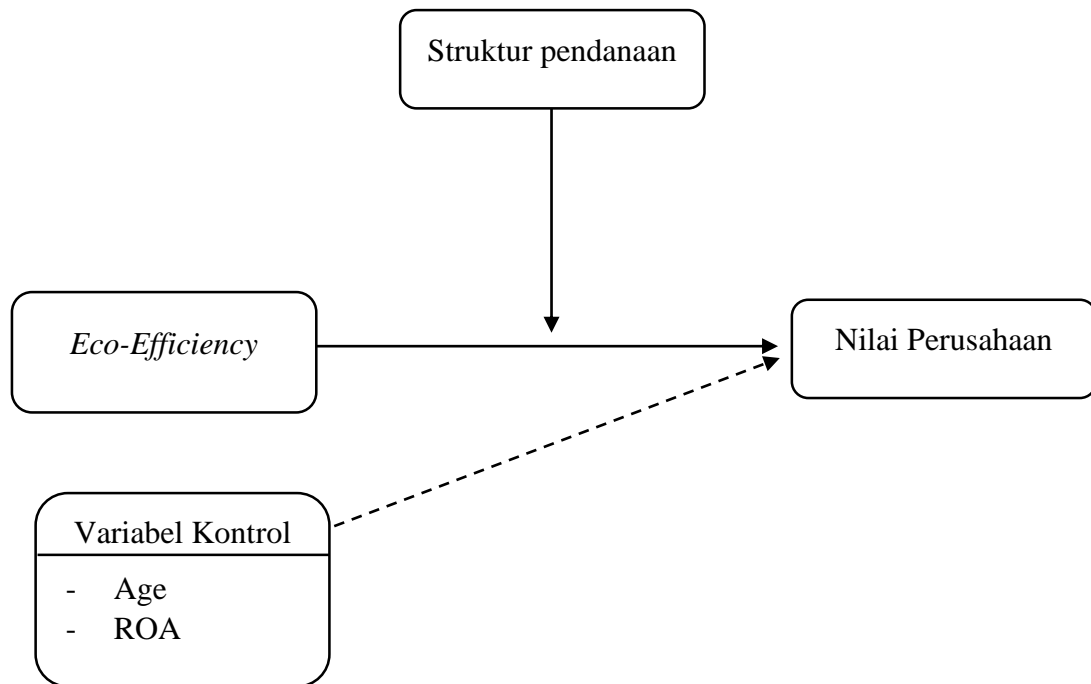 Struktur pendanaan
Eco-Efficiency
Nilai Perusahaan
Variabel Kontrol
- Age
- ROA